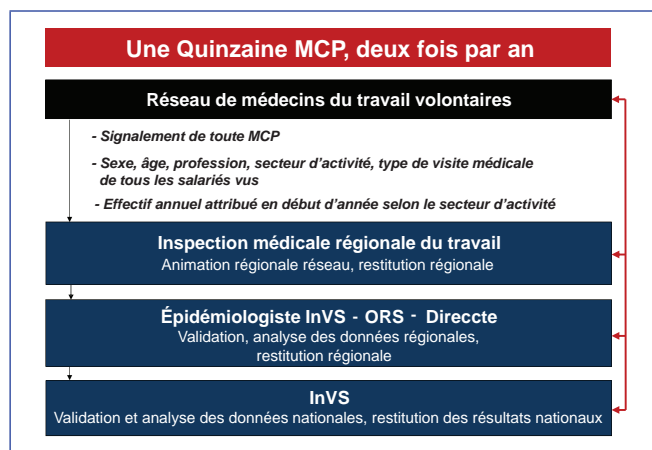 Une Quinzaine MCP, deux fois par an
Réseau de médecins du travail volontaires
- Signalement de toute MCP
- Sexe, âge, profession, secteur d'activité, type de visite médicale
de tous les salariés vus
- Effectif annuel attribué en début d'année selon le secteur d'activité
Inspection médicale régionale du travail
Animation régionale réseau, restitution régionale
Épidémiologiste InVS - ORS - Direccte
Validation, analyse des données régionales,
restitution régionale
InVS
Validation et analyse des données nationales, restitution des résultats nationaux